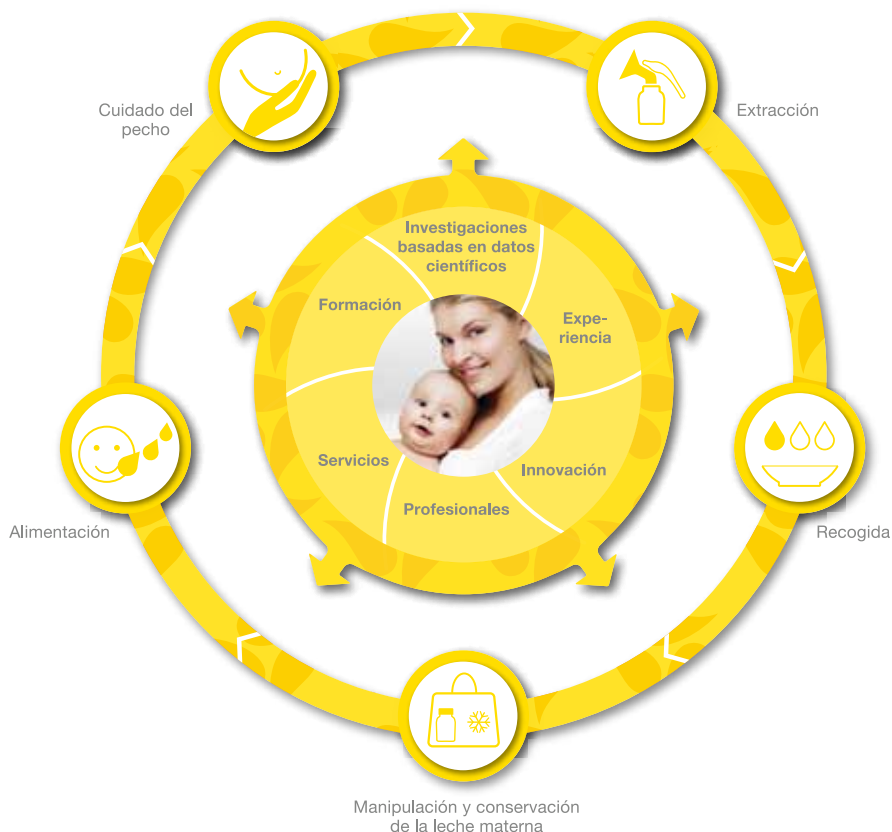 Cuidado del
pecho
Extracción
Investigaciones
basadas en datos
científicos
Formación
Expe-
riencia
Servicios
Innovación
Profesionales
Alimentación
Recogida
Manipulación y conservación
de la leche materna